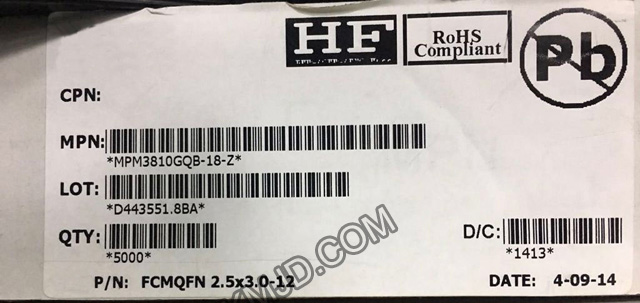 HF
RoHS
Compliant
Pb
CPN:
MPN:
*MPM3810GQB-18-Z*
LOT:
*D443551.8BA*
QTY:
*5000*
D/C:
*1413*
P/N: FCMQFN 2.5x3.0-12
DATE: 4-09-14